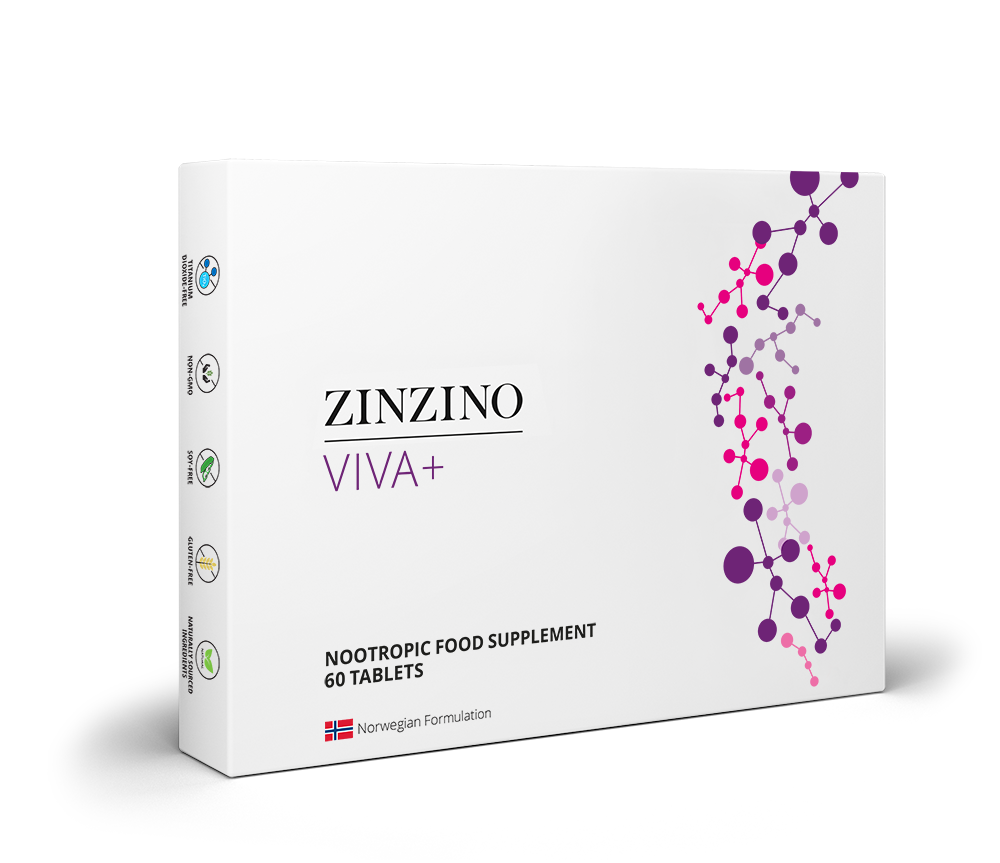 TITANIUM
DIOXIDE-FREE
NON-GMO
SOY-FREE
GLUTEN-FREE
NATURALLY SOURCED
INGREDIENTS
ZINZINO
VIVA+
NOOTROPIC FOOD SUPPLEMENT
60 TABLETS
Norwegian Formulation